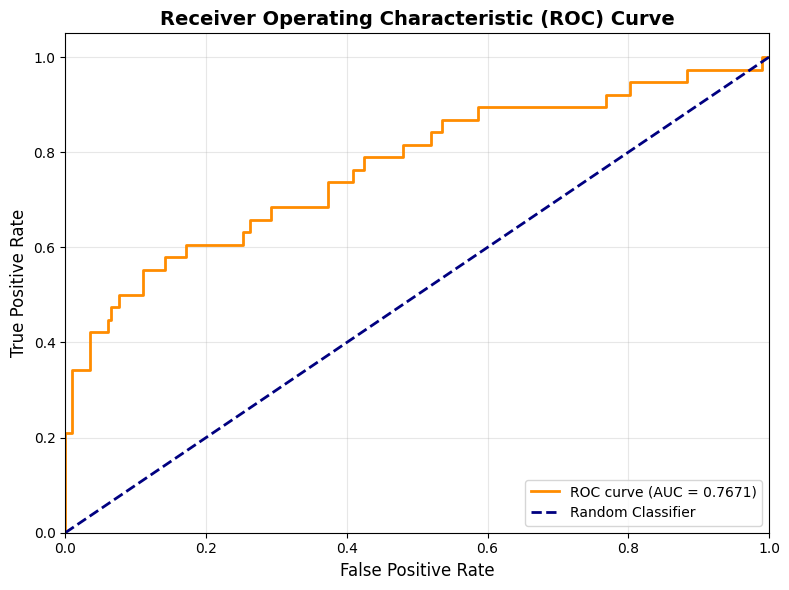 Receiver Operating Characteristic (ROC) Curve
True Positive Rate
1.0
0.8
0.6
0.4
0.2
0.0
ROC curve (AUC = 0.7671)
Random Classifier
0.0 0.2 0.4 0.6 0.8 1.0
False Positive Rate